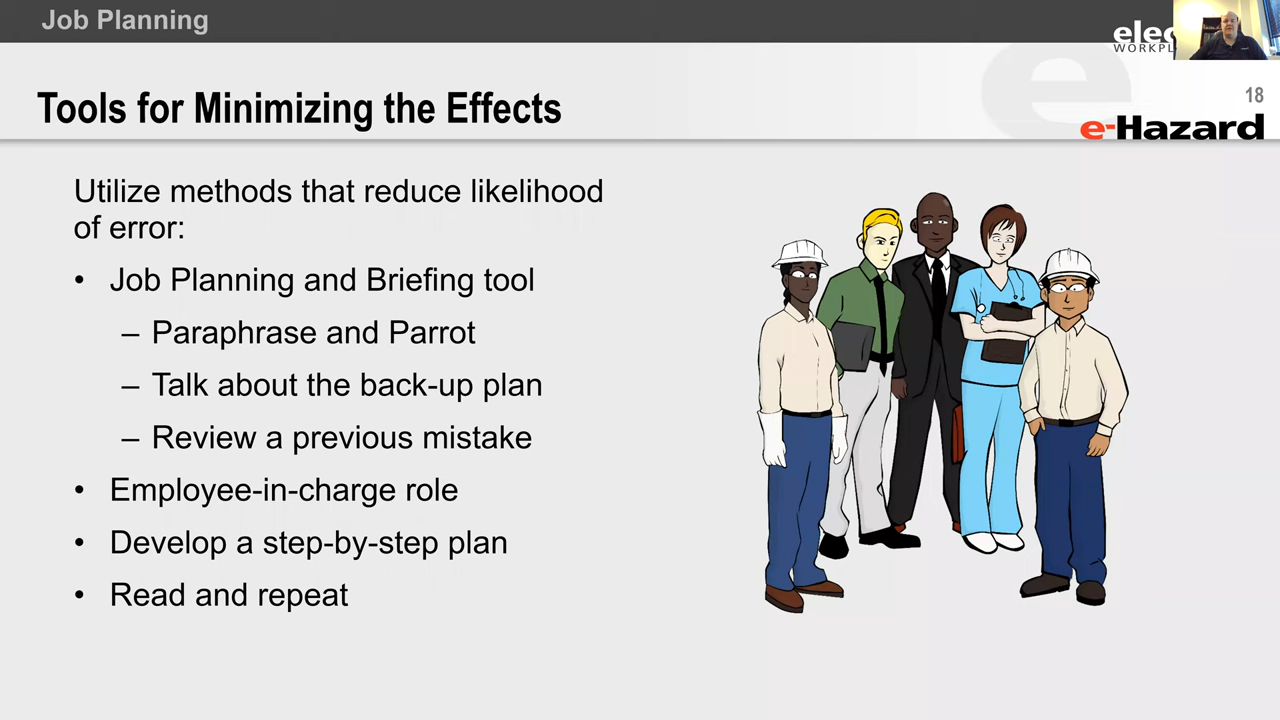 Job Planning
WORKPL
Tools for Minimizing the Effects
18
e-Hazard
Utilize methods that reduce likelihood
of error:
• Job Planning and Briefing tool
– Paraphrase and Parrot
– Talk about the back-up plan
– Review a previous mistake
• Employee-in-charge role
• Develop a step-by-step plan
• Read and repeat